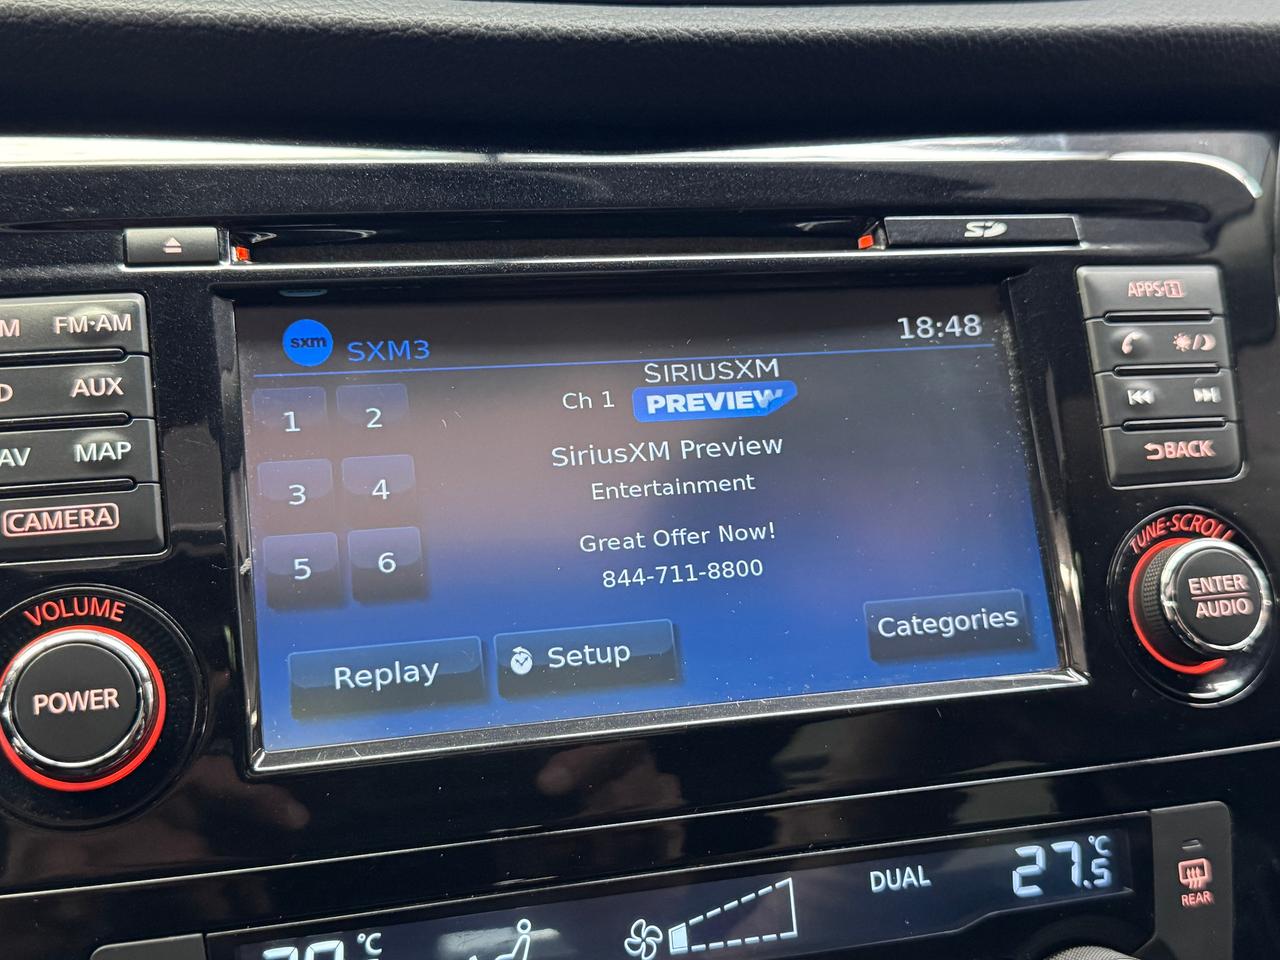 SD
FM·AM
AUX
MAP
CAMERA
VOLUME
POWER
sxm SXM3 18:48
1 2
3 4
5 6
Ch 1 SIRIUSXM
PREVIEW
SiriusXM Preview
Entertainment
Great Offer Now!
844-711-8800
Replay Setup Categories
APPS·i
BACK
TUNE·SCROLL
ENTER
AUDIO
°C DUAL 27.5 °C
REAR